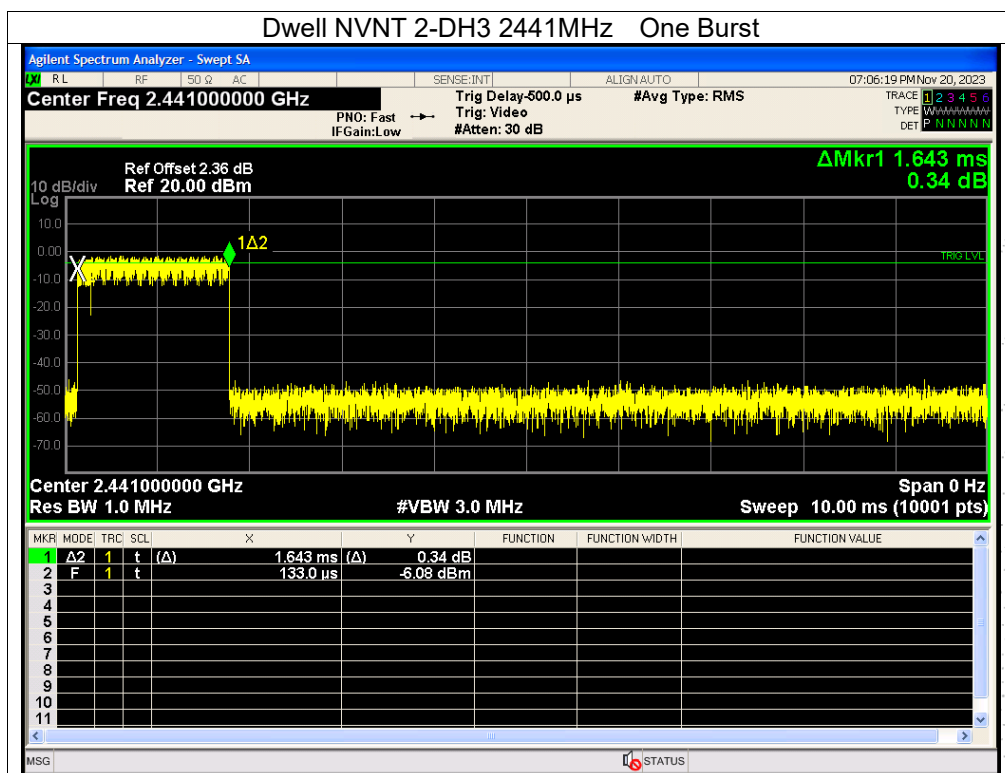 Dwell NVNT 2-DH3 2441MHz One Burst
Agilent Spectrum Analyzer - Swept SA
LXI RL RF 50 Ω AC SENSE:INT ALIGN AUTO 07:06:19 PM Nov 20, 2023
Center Freq 2.441000000 GHz Trig Delay-500.0 µs #Avg Type: RMS TRACE 1 2 3 4 5 6
PNO: Fast Trig: Video TYPE WWWWWW
IFGain:Low #Atten: 30 dB DET P N N N N N
ΔMkr1 1.643 ms
0.34 dB
Ref Offset 2.36 dB
10 dB/div Ref 20.00 dBm
Log
10.0
1Δ2
0.00
TRIG LVL
-10.0
-20.0
-30.0
-40.0
-50.0
-60.0
-70.0
Center 2.441000000 GHz Span 0 Hz
Res BW 1.0 MHz #VBW 3.0 MHz Sweep 10.00 ms (10001 pts)
MKR MODE TRC SCL X Y FUNCTION FUNCTION WIDTH FUNCTION VALUE
1 Δ2 1 t (Δ) 1.643 ms (Δ) 0.34 dB
2 F 1 t 133.0 µs -6.08 dBm
3
4
5
6
7
8
9
10
11
MSG STATUS